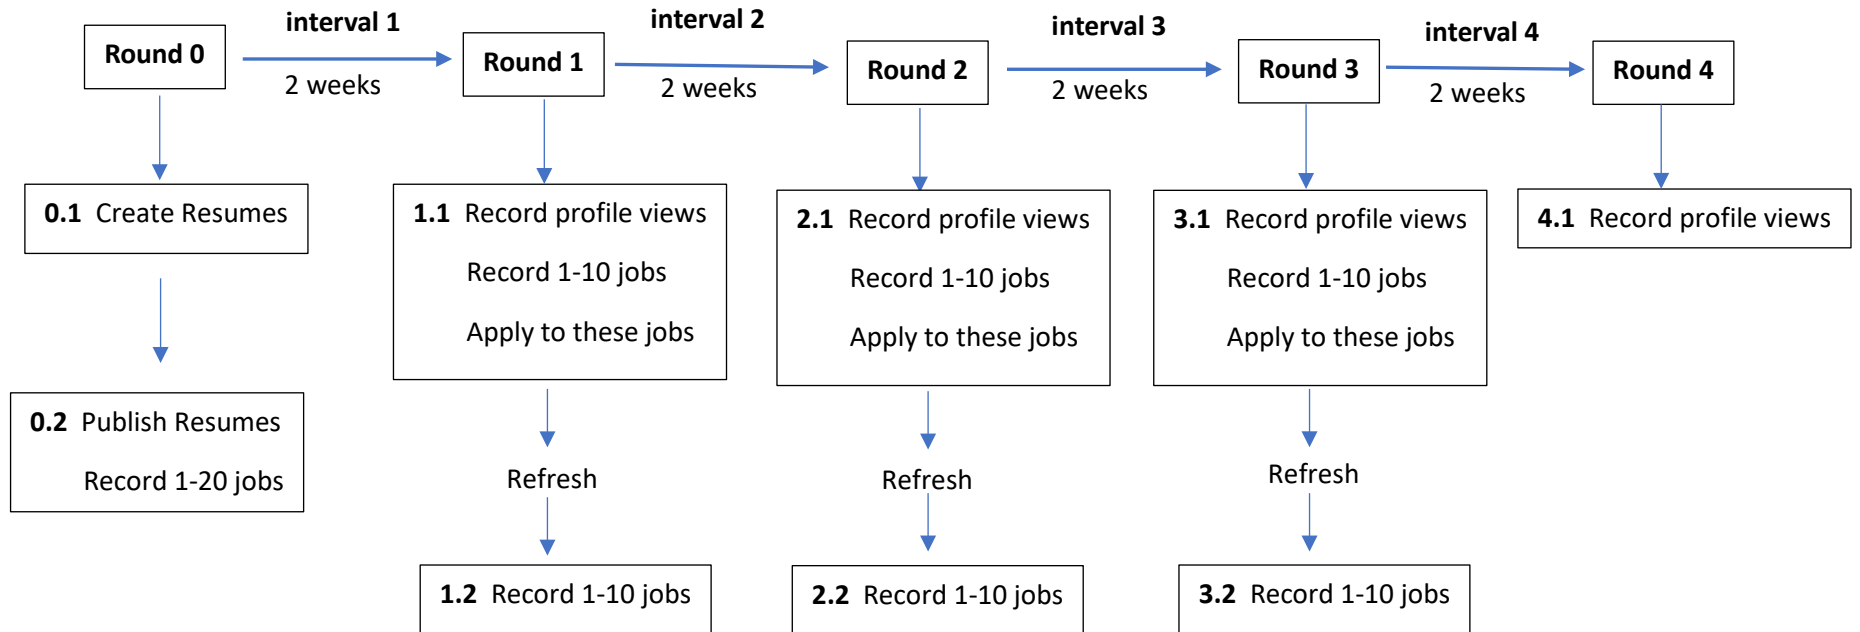 Round 0
interval 1
2 weeks
Round 1
interval 2
2 weeks
Round 2
interval 3
2 weeks
Round 3
interval 4
2 weeks
Round 4
0.1 Create Resumes
0.2 Publish Resumes
Record 1-20 jobs
1.1 Record profile views
Record 1-10 jobs
Apply to these jobs
Refresh
1.2 Record 1-10 jobs
2.1 Record profile views
Record 1-10 jobs
Apply to these jobs
Refresh
2.2 Record 1-10 jobs
3.1 Record profile views
Record 1-10 jobs
Apply to these jobs
Refresh
3.2 Record 1-10 jobs
4.1 Record profile views